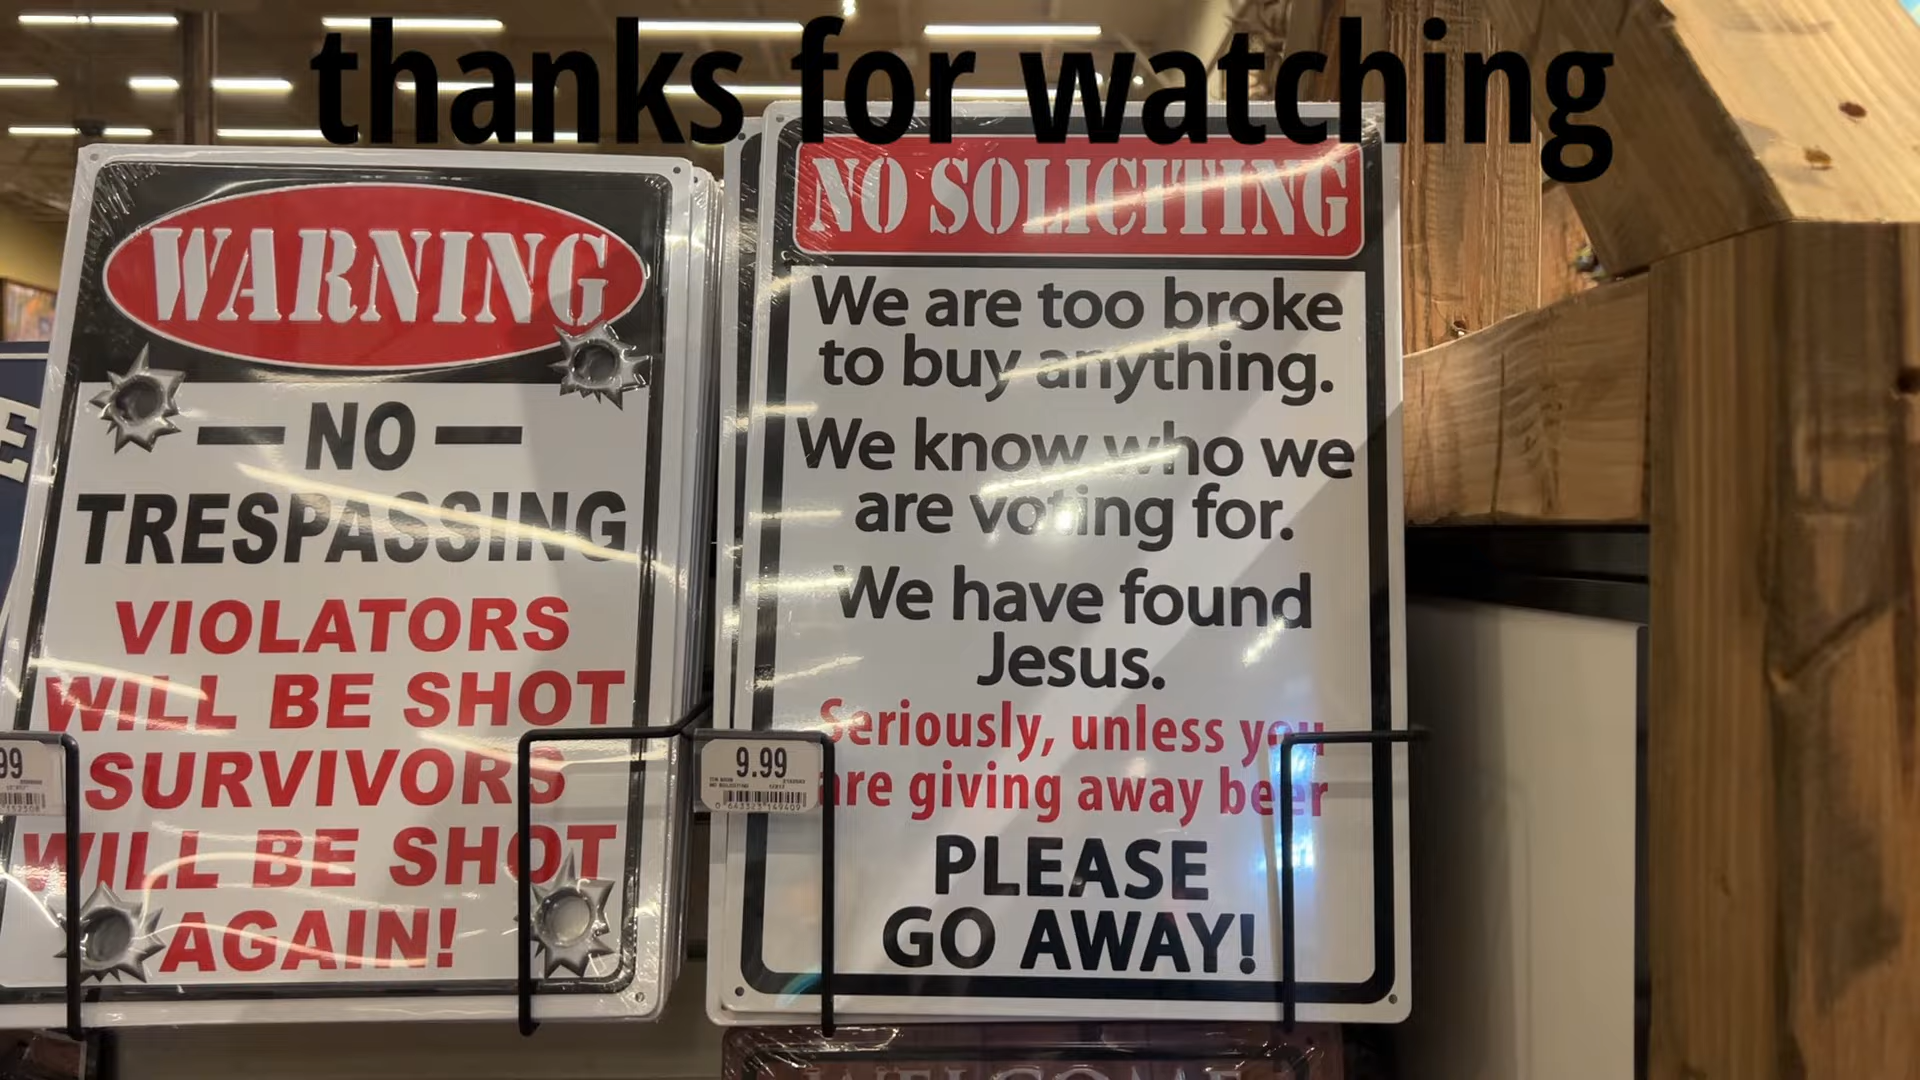 thanks for watching
WARNING
NO
TRESPASSING
VIOLATORS
WILL BE SHOT
SURVIVORS
WILL BE SHOT
AGAIN!
NO SOLICITING
We are too broke
to buy anything.
We know who we
are voting for.
We have found
Jesus.
Seriously, unless you
are giving away beer
PLEASE
GO AWAY!
99
9.99
WELCOME